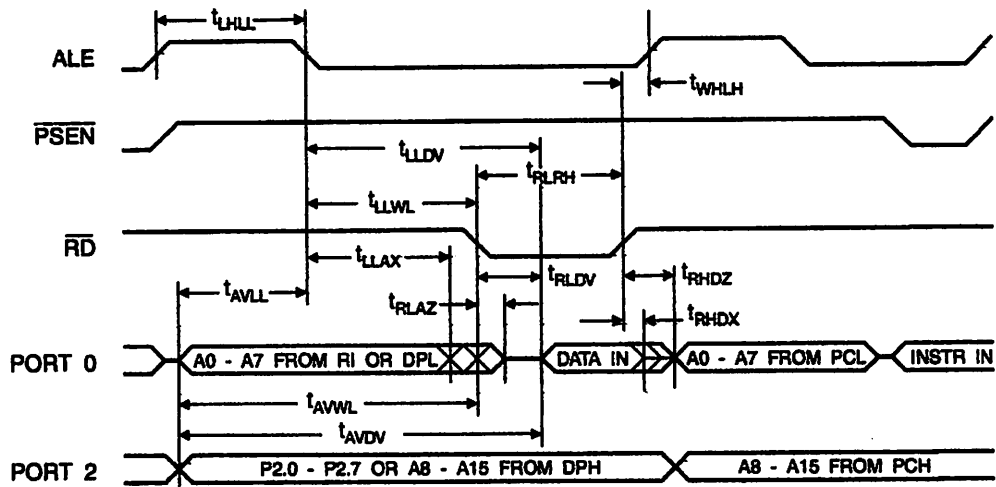 tLHLL
ALE
tWHLH
PSEN
tLLDV
tRLRH
tLLWL
RD
tLLAX
tRLDV
tRHDZ
tAVLL
tRLAZ
tRHDX
PORT 0
A0 - A7 FROM RI OR DPL
DATA IN
A0 - A7 FROM PCL
INSTR IN
tAVWL
tAVDV
PORT 2
P2.0 - P2.7 OR A8 - A15 FROM DPH
A8 - A15 FROM PCH